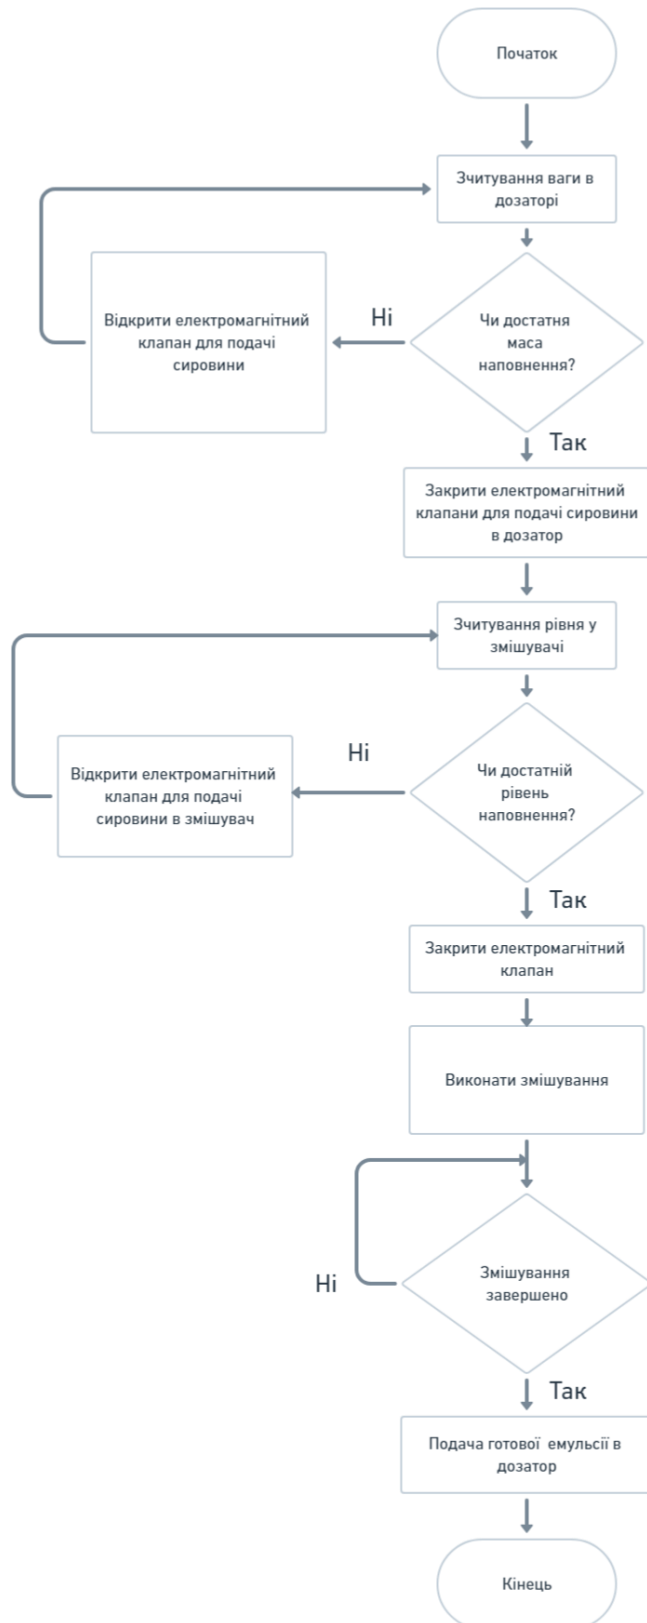 Початок
Зчитування ваги в
дозаторі
Відкрити електромагнітний
клапан для подачі
сировини
Ні
Чи достатня
маса
наповнення?
Так
Закрити електромагнітний
клапани для подачі сировини
в дозатор
Зчитування рівня у
змішувачі
Відкрити електромагнітний
клапан для подачі
сировини в змішувач
Ні
Чи достатній
рівень
наповнення?
Так
Закрити електромагнітний
клапан
Виконати змішування
Ні
Змішування
завершено
Так
Подача готової емульсії в
дозатор
Кінець